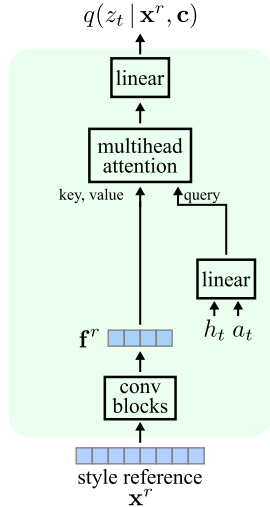 q(z_t | x^r, c)
linear
multihead
attention
key, value
query
linear
f^r
h_t a_t
conv
blocks
style reference
x^r